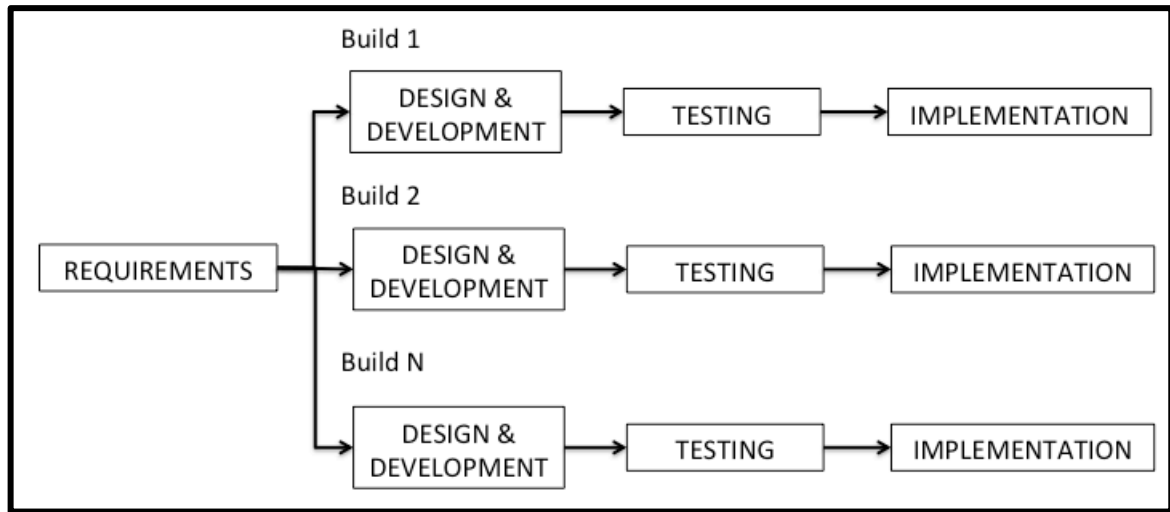 Build 1
DESIGN &
DEVELOPMENT
TESTING
IMPLEMENTATION
Build 2
REQUIREMENTS
DESIGN &
DEVELOPMENT
TESTING
IMPLEMENTATION
Build N
DESIGN &
DEVELOPMENT
TESTING
IMPLEMENTATION